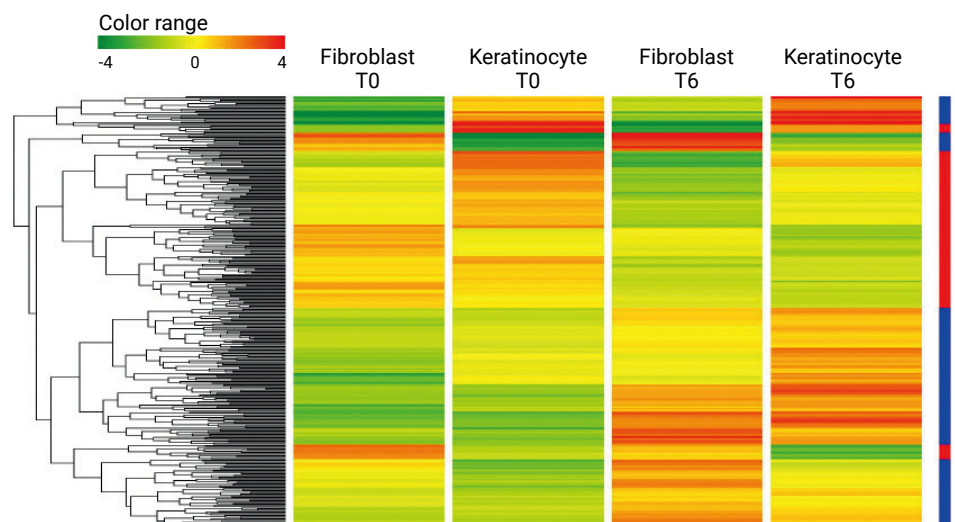 Color range
-4 0 4
Fibroblast
T0
Keratinocyte
T0
Fibroblast
T6
Keratinocyte
T6